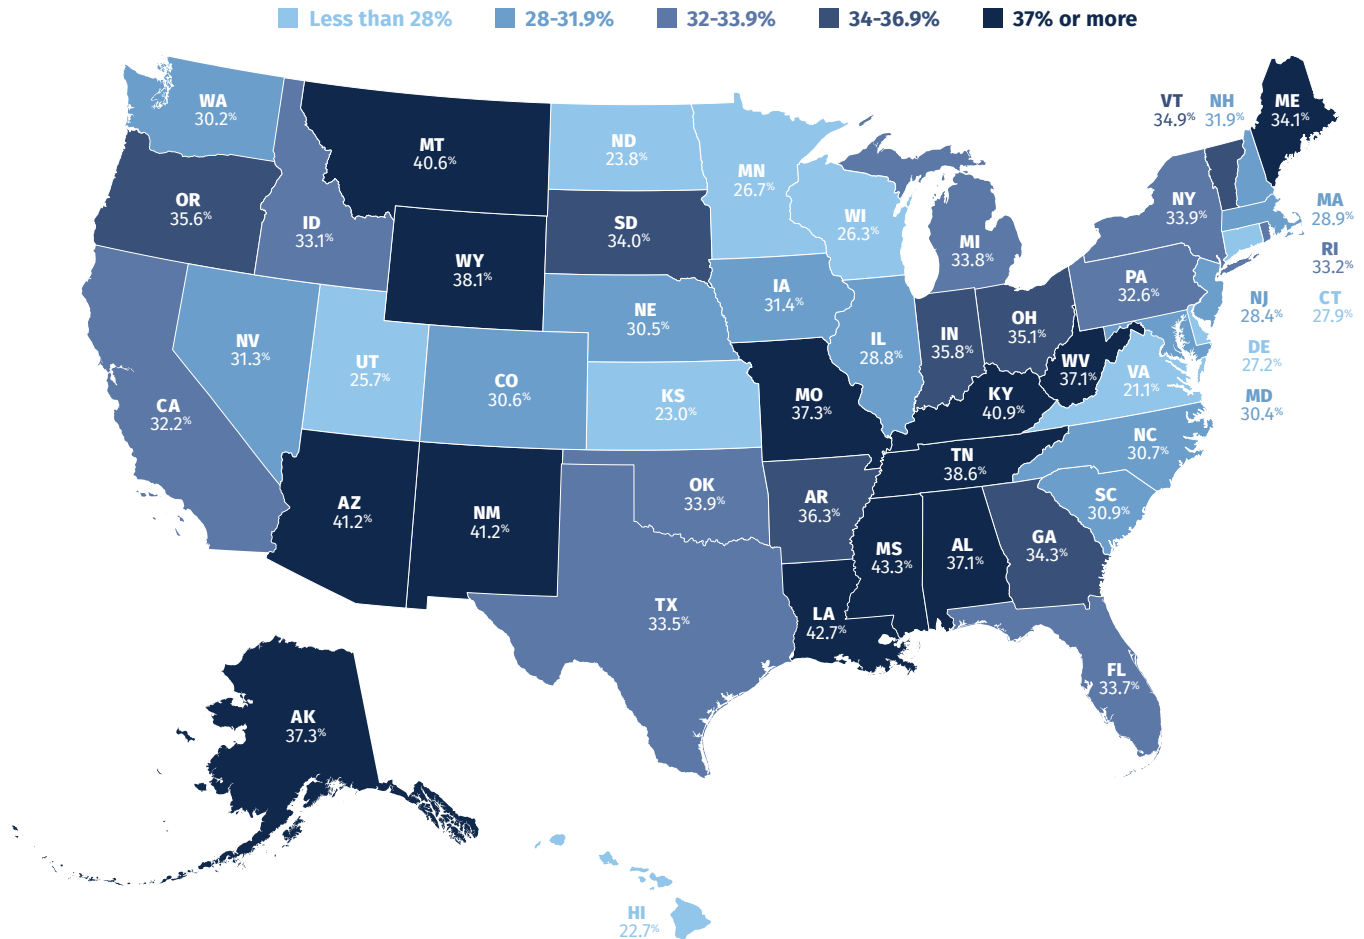 Less than 28% 28-31.9% 32-33.9% 34-36.9% 37% or more
WA
30.2%
MT
40.6%
ND
23.8%
MN
26.7%
VT
34.9%
NH
31.9%
ME
34.1%
OR
35.6%
ID
33.1%
WY
38.1%
SD
34.0%
WI
26.3%
MI
33.8%
NY
33.9%
MA
28.9%
RI
33.2%
NV
31.3%
UT
25.7%
CO
30.6%
NE
30.5%
IA
31.4%
IL
28.8%
IN
35.8%
OH
35.1%
PA
32.6%
NJ
28.4%
CT
27.9%
DE
27.2%
MD
30.4%
CA
32.2%
KS
23.0%
MO
37.3%
KY
40.9%
WV
37.1%
VA
21.1%
NC
30.7%
TN
38.6%
SC
30.9%
AZ
41.2%
NM
41.2%
OK
33.9%
AR
36.3%
MS
43.3%
AL
37.1%
GA
34.3%
TX
33.5%
LA
42.7%
FL
33.7%
AK
37.3%
HI
22.7%